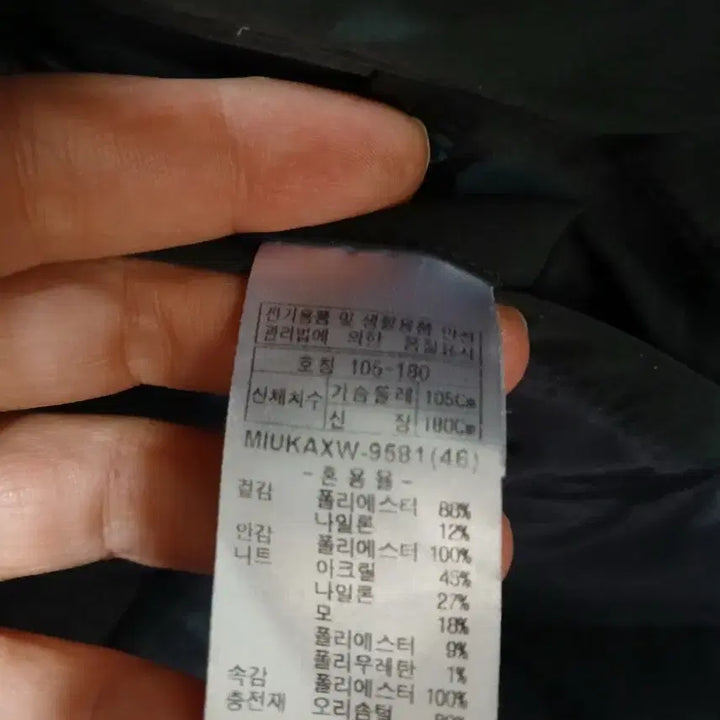 전기용품 및 생활용품 안전
관리법에 의한 품질표시
호칭 105-180
신체치수 가슴둘레 105Cm
신 장 180Cm
MIUKAXW-9581(46)
-혼용율-
겉감 폴리에스터 88%
나일론 12%
안감 폴리에스터 100%
니트 아크릴 45%
나일론 27%
모 18%
폴리에스터 9%
폴리우레탄 1%
속감 폴리에스터 100%
충전재 오리솜털